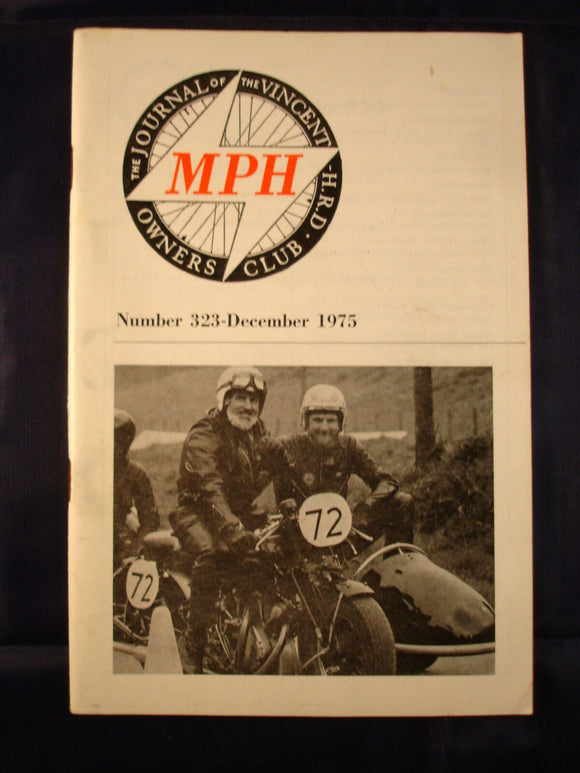 THE JOURNAL OF THE VINCENT · H.R.D ·
OWNERS CLUB
MPH
Number 323-December 1975
72
72